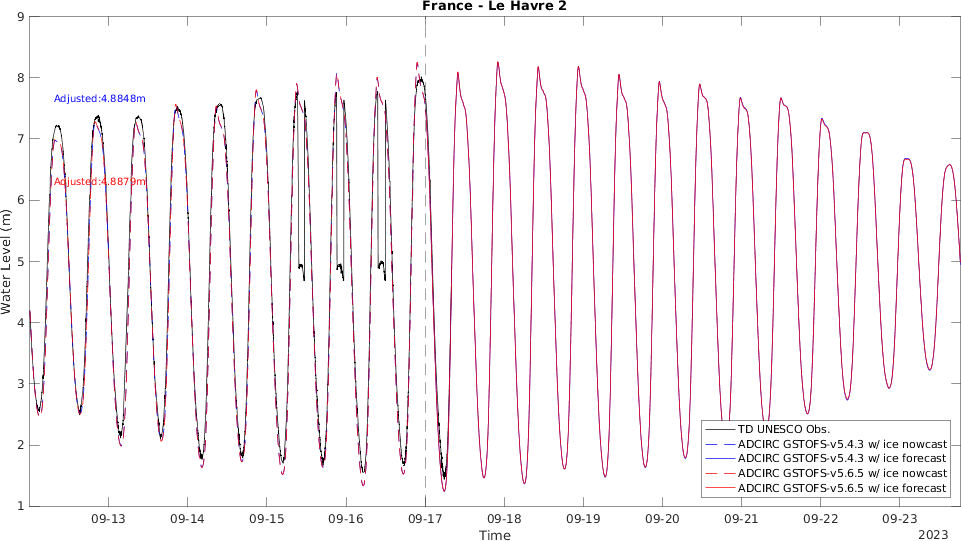 France - Le Havre 2
9
8
7
6
5
4
3
2
1
Water Level (m)
Adjusted:4.8848m
Adjusted:4.8879m
TD UNESCO Obs.
ADCIRC GSTOFS-v5.4.3 w/ ice nowcast
ADCIRC GSTOFS-v5.4.3 w/ ice forecast
ADCIRC GSTOFS-v5.6.5 w/ ice nowcast
ADCIRC GSTOFS-v5.6.5 w/ ice forecast
09-13 09-14 09-15 09-16 09-17 09-18 09-19 09-20 09-21 09-22 09-23
Time
2023